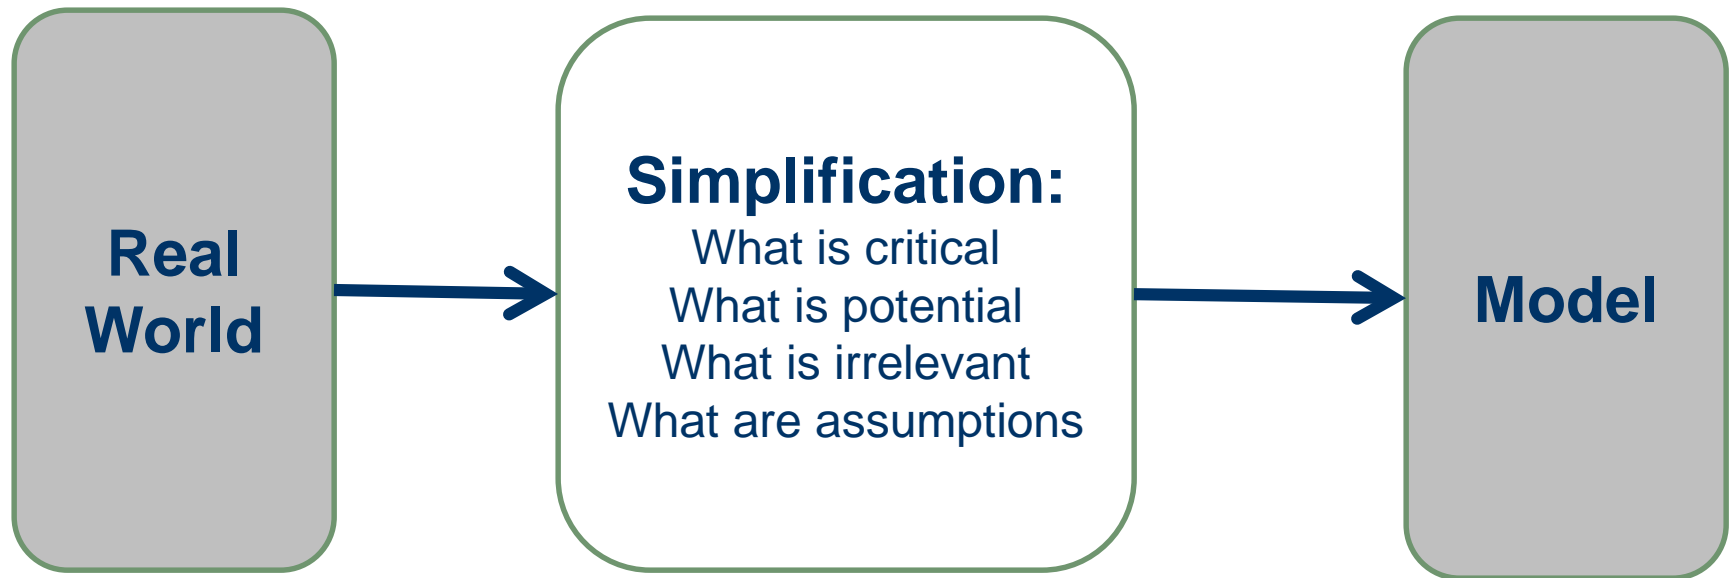 Real
World
Simplification:
What is critical
What is potential
What is irrelevant
What are assumptions
Model